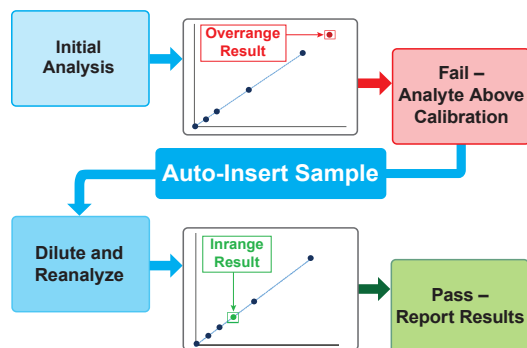 Initial
Analysis
Overrange
Result
Fail –
Analyte Above
Calibration
Auto-Insert Sample
Dilute and
Reanalyze
Inrange
Result
Pass –
Report Results